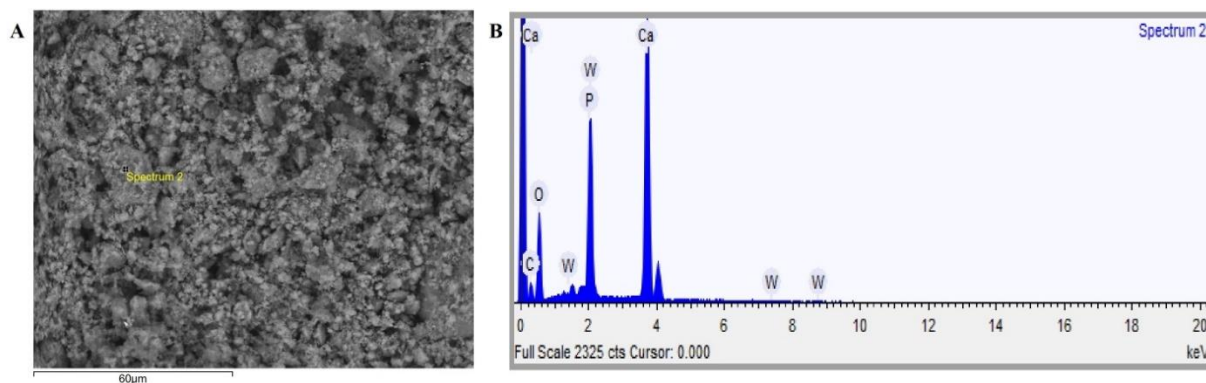 A
Spectrum 2
60µm
B
Spectrum 2
Ca Ca
W
P
O
C W W W
0 2 4 6 8 10 12 14 16 18 20
Full Scale 2325 cts Cursor: 0.000 keV